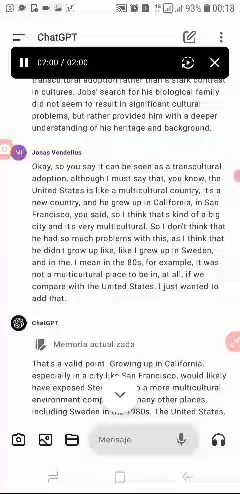 93% 00:18
ChatGPT
02:00 / 02:00
transcultural adoption rather than a stark contrast
in cultures. Jobs' search for his biological family
did not seem to result in significant cultural
problems, but rather provided him with a deeper
understanding of his heritage and background.
Jonas Vendelius
Okay, so you say it can be seen as a transcultural
adoption, although I must say that, you know, the
United States is like a multicultural country, it's a
new country, and he grew up in California, in San
Francisco, you said, so I think that's kind of a big
city and it's very multicultural. So I don't think that
he had so much problems with this, as I think that
he didn't grow up like, like I grew up in Sweden,
and in the, I mean in the 80s, for example, it was
not a multicultural place to be in, at all, if we
compare with the United States. I just wanted to
add that.
ChatGPT
Memoria actualizada
That's a valid point. Growing up in California,
especially in a city like San Francisco, would likely
have exposed to a more multicultural
environment many other places,
including Sweden in 1980s. The United States,
Mensaje